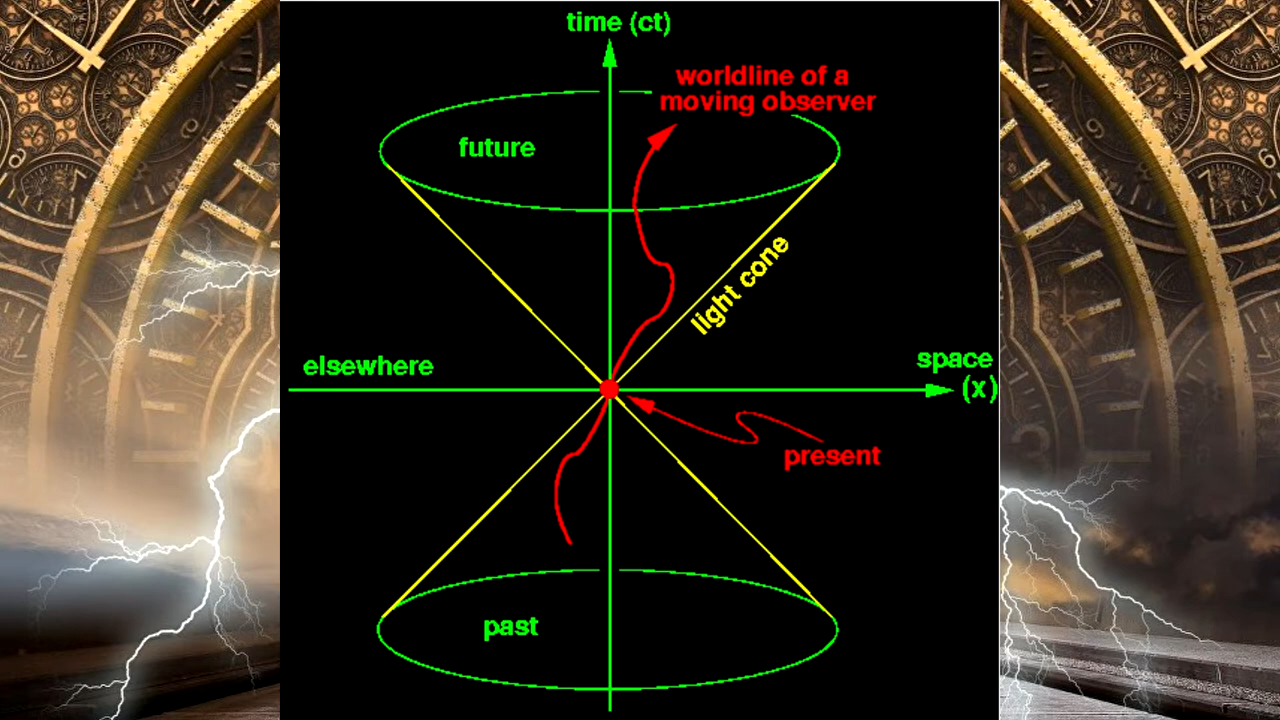 time (ct)
worldline of a
moving observer
future
light cone
elsewhere
space
(x)
present
past